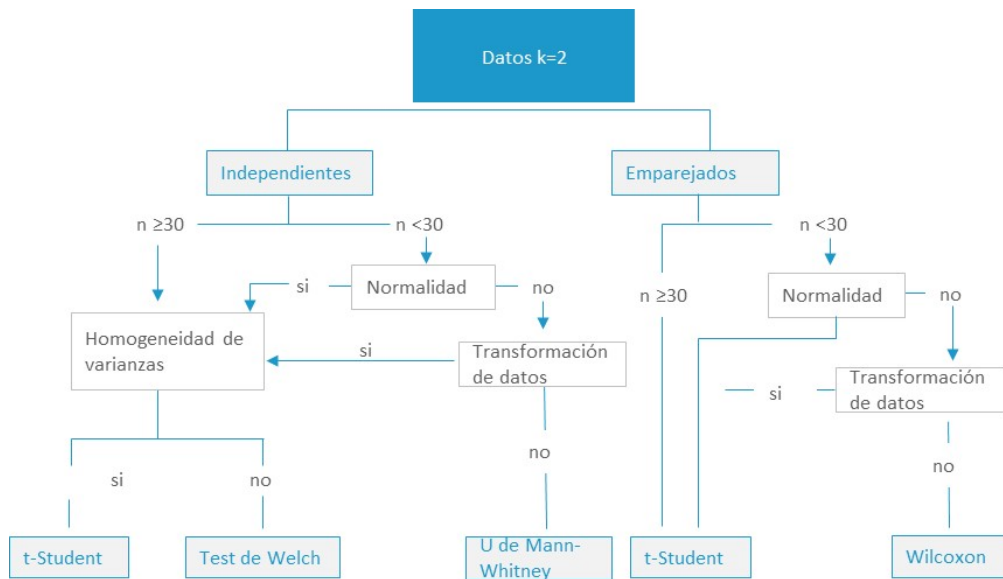 Datos k=2
Independientes
Emparejados
n ≥30
n <30
n <30
si
Normalidad
no
n ≥30
Normalidad
no
Homogeneidad de
varianzas
si
Transformación
de datos
si
Transformación
de datos
si
no
no
no
t-Student
Test de Welch
U de Mann-
Whitney
t-Student
Wilcoxon